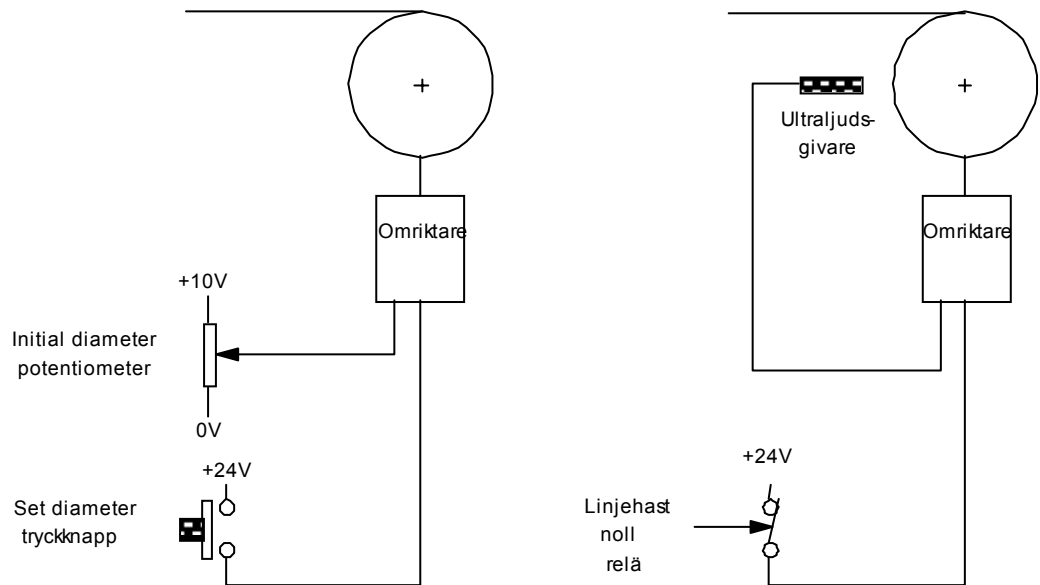 Omriktare
+10V
Initial diameter
potentiometer
0V
+24V
Set diameter
tryckknapp
Ultraljuds-
givare
Omriktare
+24V
Linjehast
noll
relä